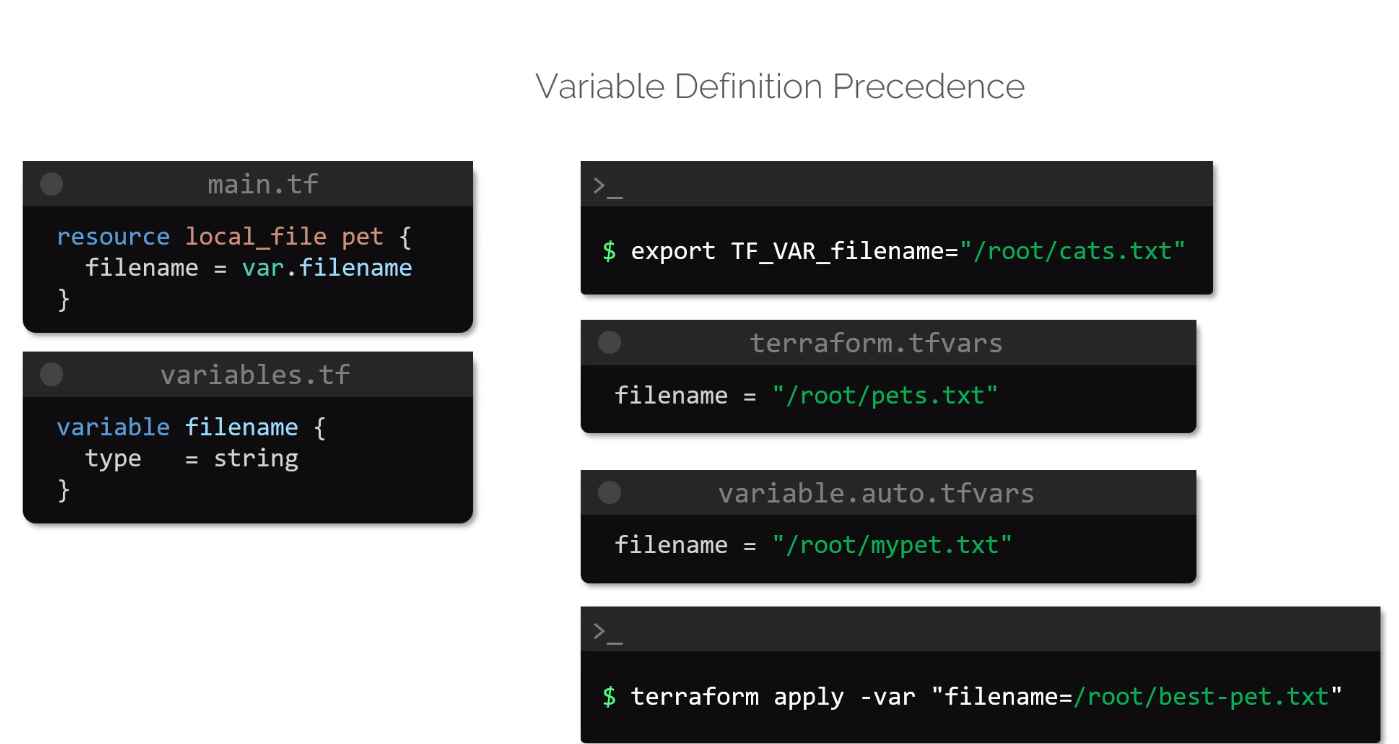 Variable Definition Precedence
main.tf
resource local_file pet {
  filename = var.filename
}
variables.tf
variable filename {
  type   = string
}
>_
$ export TF_VAR_filename="/root/cats.txt"
terraform.tfvars
filename = "/root/pets.txt"
variable.auto.tfvars
filename = "/root/mypet.txt"
>_
$ terraform apply -var "filename=/root/best-pet.txt"